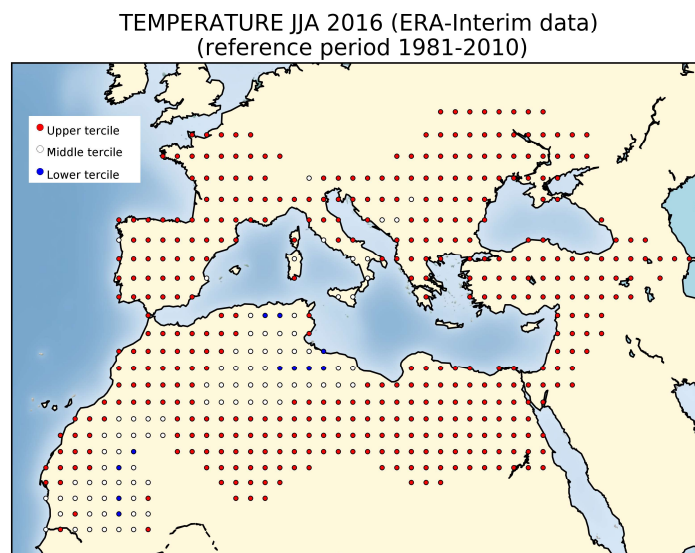 TEMPERATURE JJA 2016 (ERA-Interim data)
(reference period 1981-2010)
Upper tercile
Middle tercile
Lower tercile